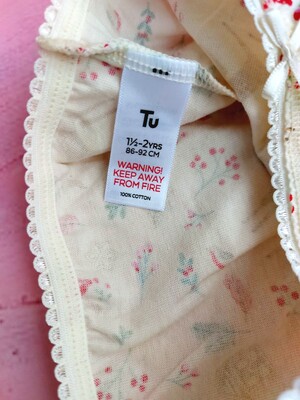 Tu
1½-2YRS
86-92 CM
WARNING!
KEEP AWAY
FROM FIRE
100% COTTON